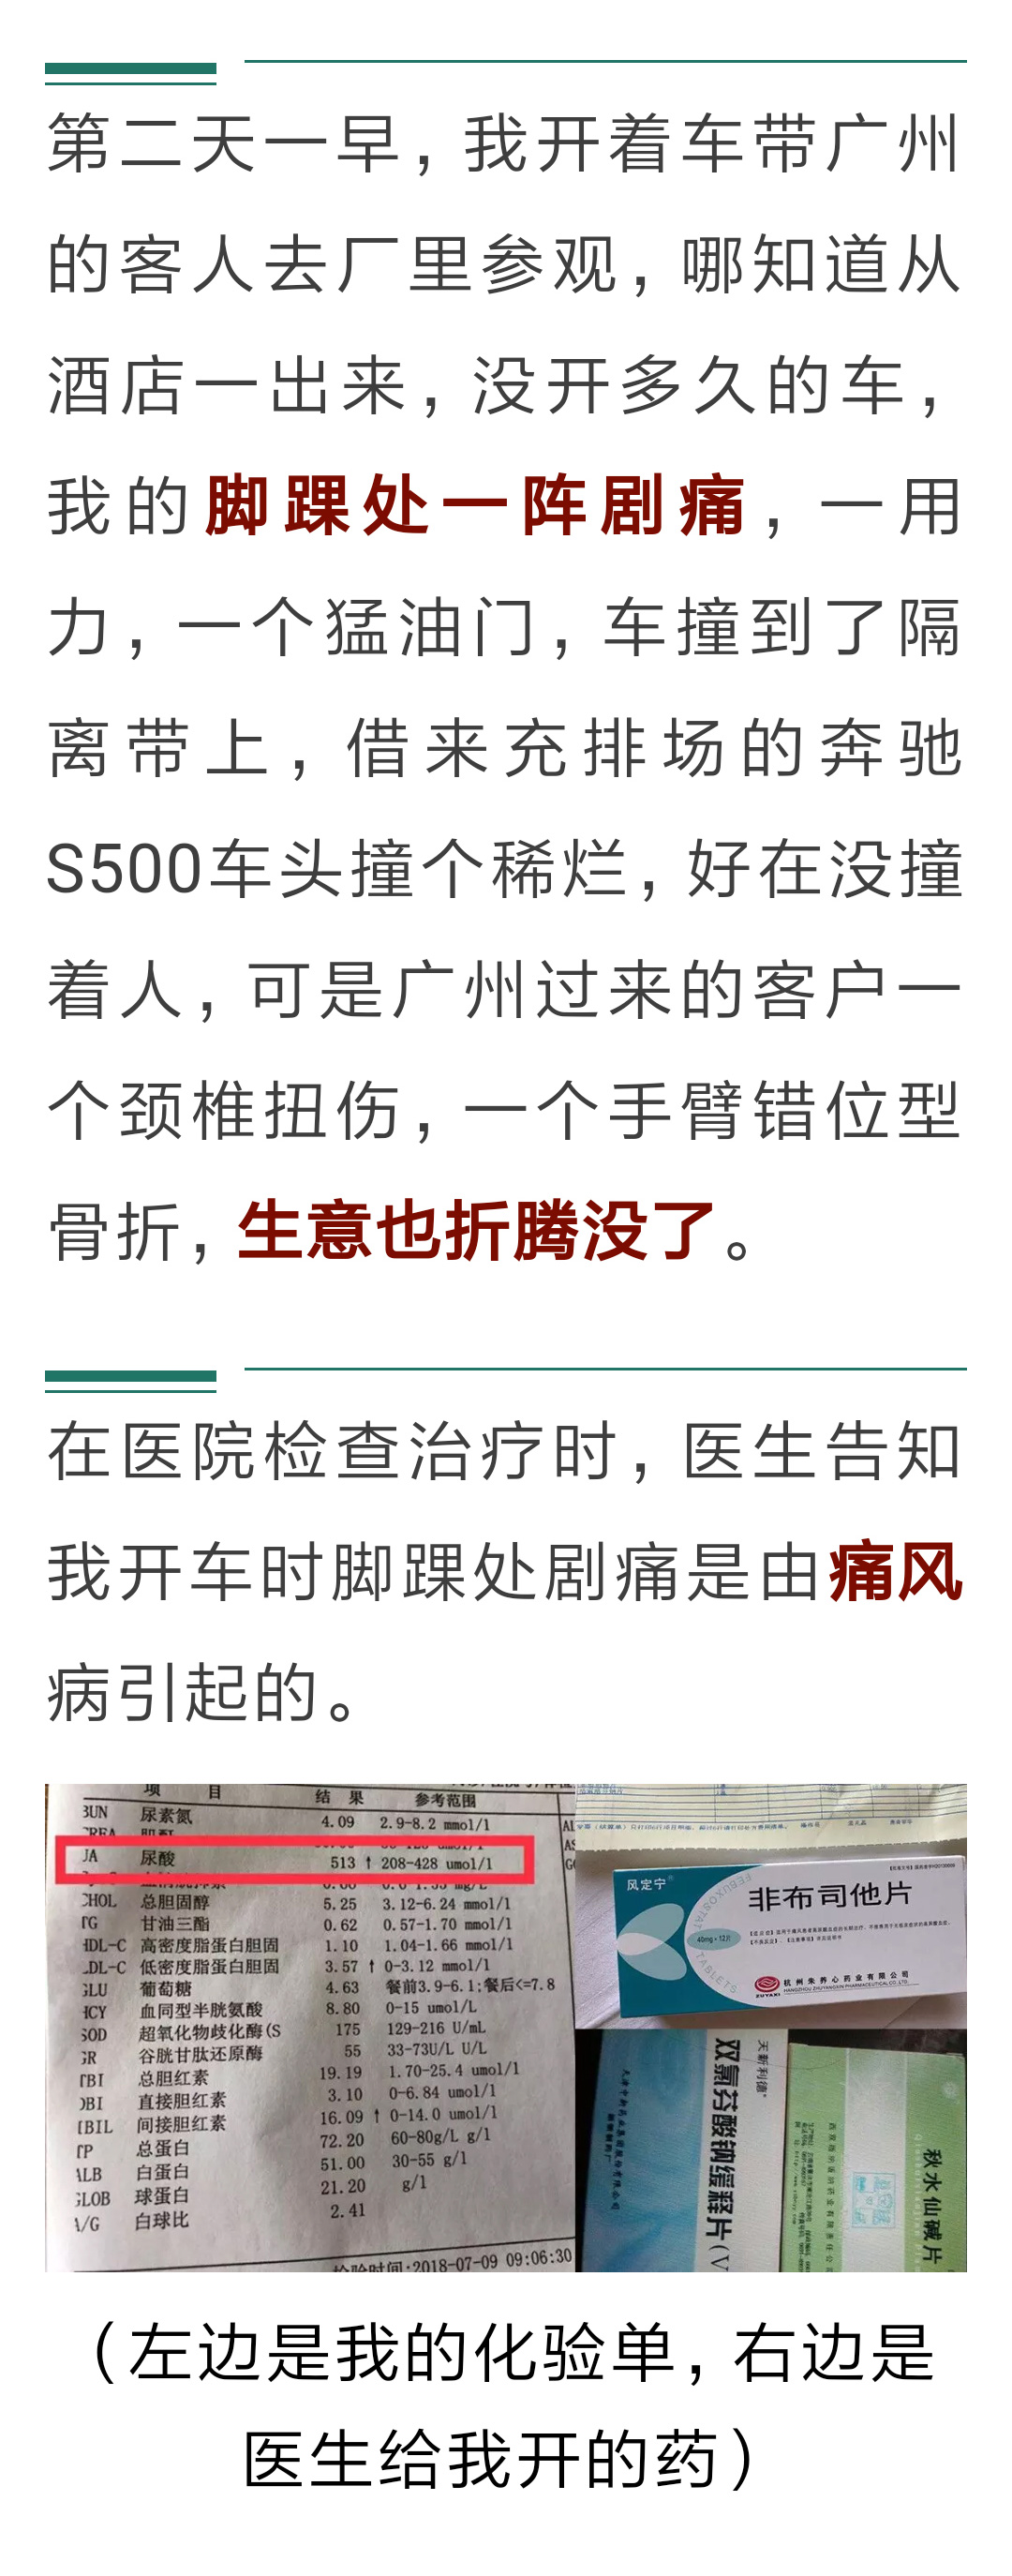 第二天一早，我开着车带广州
的客人去厂里参观，哪知道从
酒店一出来，没开多久的车，
我的脚踝处一阵剧痛，一用
力，一个猛油门，车撞到了隔
离带上，借来充排场的奔驰
S500车头撞个稀烂，好在没撞
着人，可是广州过来的客户一
个颈椎扭伤，一个手臂错位型
骨折，生意也折腾没了。
在医院检查治疗时，医生告知
我开车时脚踝处剧痛是由痛风
病引起的。
项 目 结 果 参考范围
BUN 尿素氮 4.09 2.9-8.2 mmol/l
UA 尿酸 513 ↑ 208-428 umol/l
CHOL 总胆固醇 5.25 3.12-6.24 mmol/l
TG 甘油三酯 0.62 0.57-1.70 mmol/l
HDL-C 高密度脂蛋白胆固 1.10 1.04-1.66 mmol/l
LDL-C 低密度脂蛋白胆固 3.57 ↑ 0-3.12 mmol/l
GLU 葡萄糖 4.63 餐前3.9-6.1;餐后<=7.8
HCY 血同型半胱氨酸 8.80 0-15 umol/L
SOD 超氧化物歧化酶(S 175 129-216 U/mL
GR 谷胱甘肽还原酶 55 33-73U/L U/L
TBI 总胆红素 19.19 1.70-25.4 umol/l
DBI 直接胆红素 3.10 0-6.84 umol/l
IBIL 间接胆红素 16.09 ↑ 0-14.0 umol/l
TP 总蛋白 72.20 60-80g/L g/l
ALB 白蛋白 51.00 30-55 g/l
GLOB 球蛋白 21.20 g/l
A/G 白球比 2.41
检验时间:2018-07-09 09:06:30
风定宁
非布司他片
FEBUXOSTAT TABLETS
40mg×12片
ZUYAXI
杭州朱养心药业有限公司
HANGZHOU ZHUYANGXIN PHARMACEUTICAL CO.,LTD.
天新利德
双氯芬酸钠缓释片(V
秋水仙碱片
（左边是我的化验单，右边是
医生给我开的药）